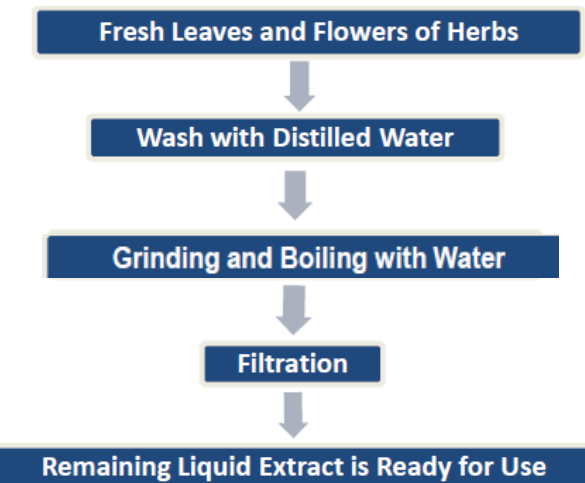 Fresh Leaves and Flowers of Herbs
Wash with Distilled Water
Grinding and Boiling with Water
Filtration
Remaining Liquid Extract is Ready for Use